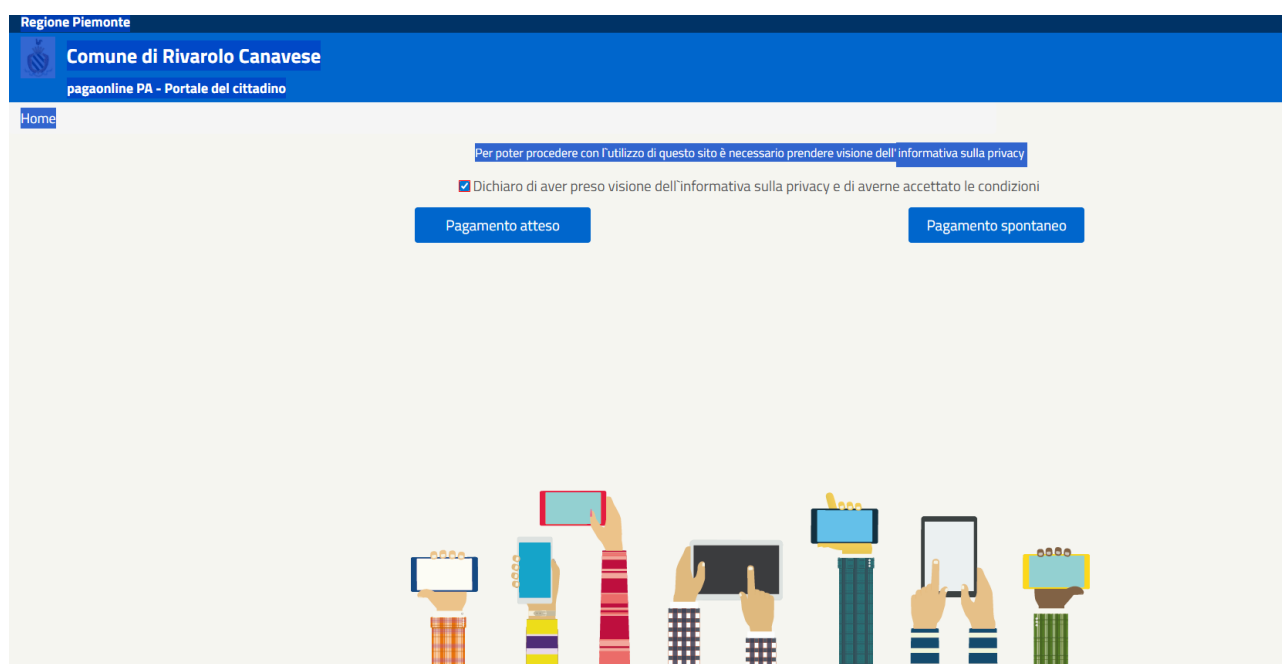 Regione Piemonte
Comune di Rivarolo Canavese
pagaonline PA - Portale del cittadino
Home
Per poter procedere con l`utilizzo di questo sito è necessario prendere visione dell'informativa sulla privacy
Dichiaro di aver preso visione dell`informativa sulla privacy e di averne accettato le condizioni
Pagamento atteso
Pagamento spontaneo